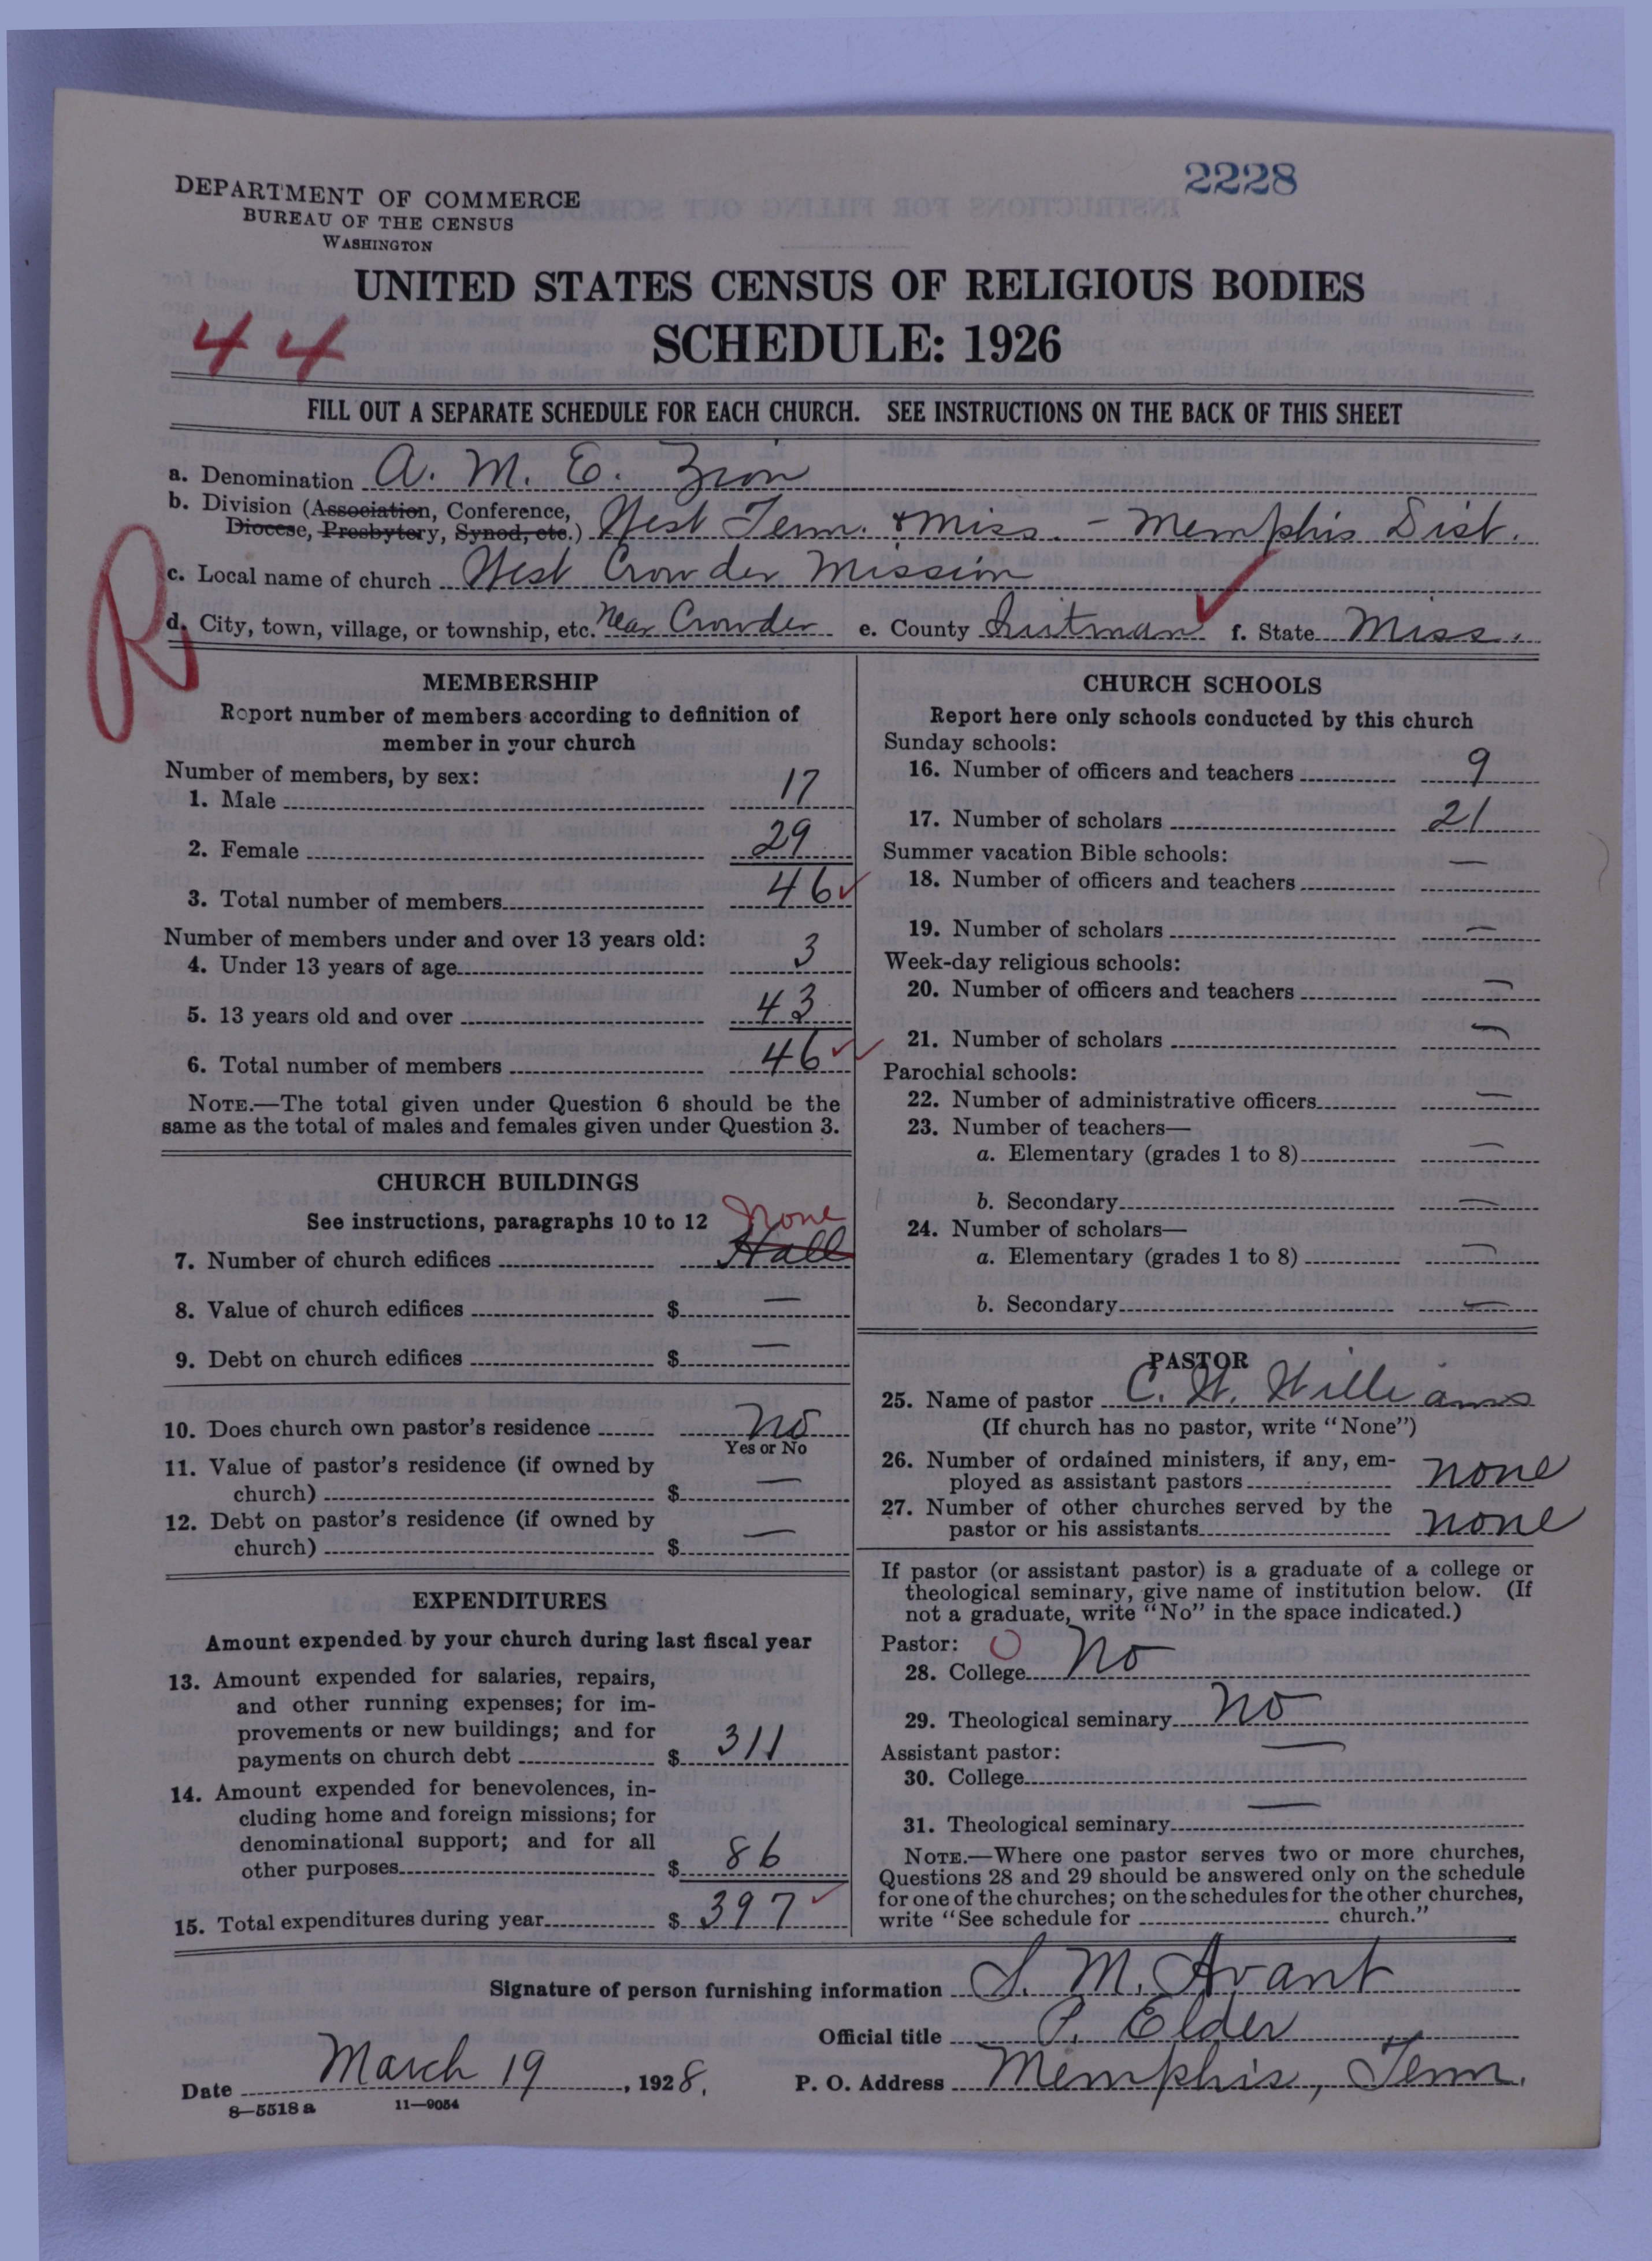 2228
DEPARTMENT OF COMMERCE
BUREAU OF THE CENSUS
WASHINGTON
UNITED STATES CENSUS OF RELIGIOUS BODIES
SCHEDULE: 1926
44
FILL OUT A SEPARATE SCHEDULE FOR EACH CHURCH. SEE INSTRUCTIONS ON THE BACK OF THIS SHEET
a. Denomination A. M. E. Zion
b. Division (Association, Conference,
Diocese, Presbytery, Synod, etc.) West Tenn. & Miss. - Memphis Dist.
c. Local name of church West Crowder Mission
R
d. City, town, village, or township, etc. Near Crowder e. County Quitman f. State Miss.
MEMBERSHIP
Report number of members according to definition of
member in your church
Number of members, by sex:
1. Male 17
2. Female 29
3. Total number of members 46
Number of members under and over 13 years old:
4. Under 13 years of age 3
5. 13 years old and over 43
6. Total number of members 46
NOTE.—The total given under Question 6 should be the
same as the total of males and females given under Question 3.
CHURCH BUILDINGS
See instructions, paragraphs 10 to 12 None
7. Number of church edifices Hall
8. Value of church edifices $ —
9. Debt on church edifices $ —
10. Does church own pastor's residence No
Yes or No
11. Value of pastor's residence (if owned by
church) $ —
12. Debt on pastor's residence (if owned by
church) $ —
EXPENDITURES
Amount expended by your church during last fiscal year
13. Amount expended for salaries, repairs,
and other running expenses; for im-
provements or new buildings; and for
payments on church debt $ 311
14. Amount expended for benevolences, in-
cluding home and foreign missions; for
denominational support; and for all
other purposes $ 86
15. Total expenditures during year $ 397
CHURCH SCHOOLS
Report here only schools conducted by this church
Sunday schools:
16. Number of officers and teachers 9
17. Number of scholars 21
Summer vacation Bible schools:
18. Number of officers and teachers —
19. Number of scholars —
Week-day religious schools:
20. Number of officers and teachers —
21. Number of scholars —
Parochial schools:
22. Number of administrative officers —
23. Number of teachers—
a. Elementary (grades 1 to 8) —
b. Secondary —
24. Number of scholars—
a. Elementary (grades 1 to 8) —
b. Secondary —
PASTOR
25. Name of pastor C. W. Williams
(If church has no pastor, write "None")
26. Number of ordained ministers, if any, em-
ployed as assistant pastors none
27. Number of other churches served by the
pastor or his assistants none
If pastor (or assistant pastor) is a graduate of a college or
theological seminary, give name of institution below. (If
not a graduate, write "No" in the space indicated.)
Pastor: O
28. College No
29. Theological seminary No
Assistant pastor:
30. College —
31. Theological seminary —
NOTE.—Where one pastor serves two or more churches,
Questions 28 and 29 should be answered only on the schedule
for one of the churches; on the schedules for the other churches,
write "See schedule for church."
Signature of person furnishing information S. M. Avant
Official title P. Elder
Date March 19, 1928. P. O. Address Memphis, Tenn.
8—5518a 11—9054